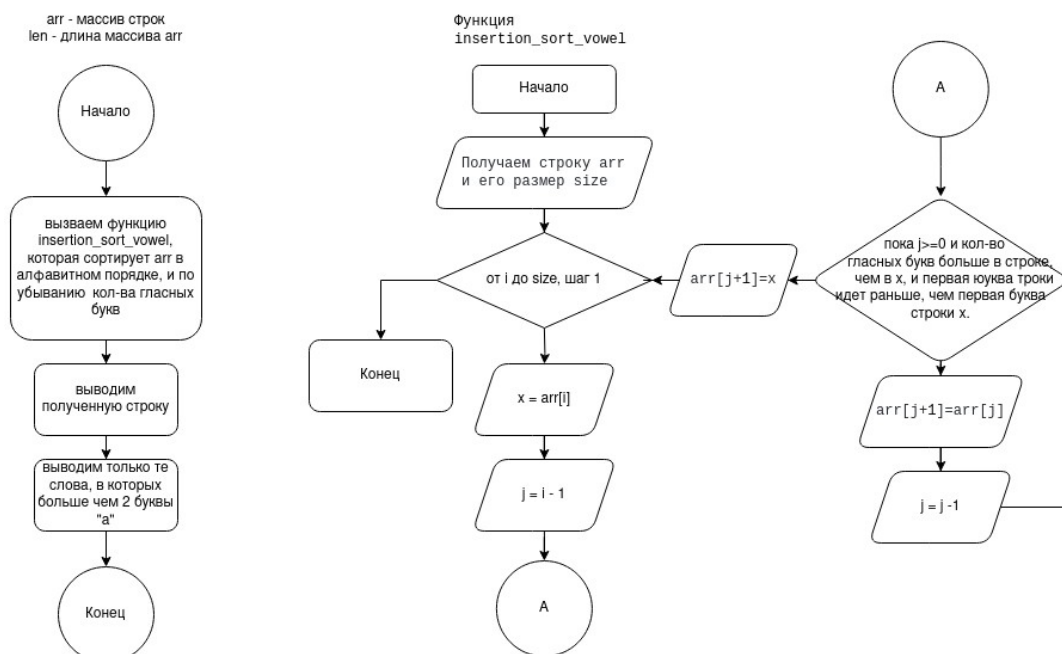 arr - массив строк
len - длина массива arr
Начало
вызваем функцию
insertion_sort_vowel,
которая сортирует arr в
алфавитном порядке, и по
убыванию кол-ва гласных
букв
выводим
полученную строку
выводим только те
слова, в которых
больше чем 2 буквы
"а"
Конец
Функция
insertion_sort_vowel
Начало
Получаем строку arr
и его размер size
от i до size, шаг 1
Конец
x = arr[i]
j = i - 1
А
arr[j+1]=x
А
пока j>=0 и кол-во
гласных букв больше в строке,
чем в x, и первая юуква троки
идет раньше, чем первая буква
строки x.
arr[j+1]=arr[j]
j = j -1